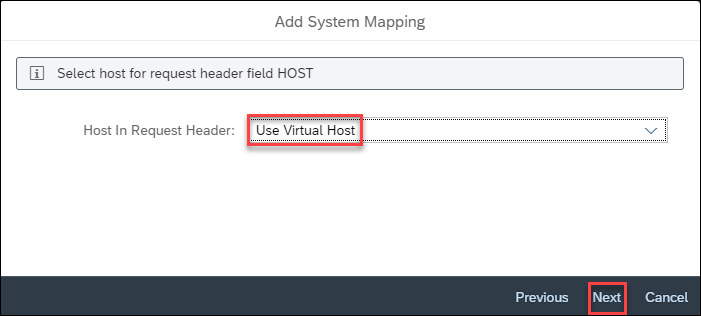 Add System Mapping
Select host for request header field HOST
Host In Request Header: Use Virtual Host
Previous Next Cancel